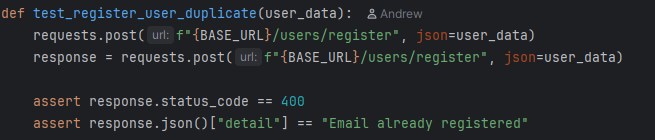 def test_register_user_duplicate(user_data): Andrew
    requests.post( url: f"{BASE_URL}/users/register", json=user_data)
    response = requests.post( url: f"{BASE_URL}/users/register", json=user_data)

    assert response.status_code == 400
    assert response.json()["detail"] == "Email already registered"